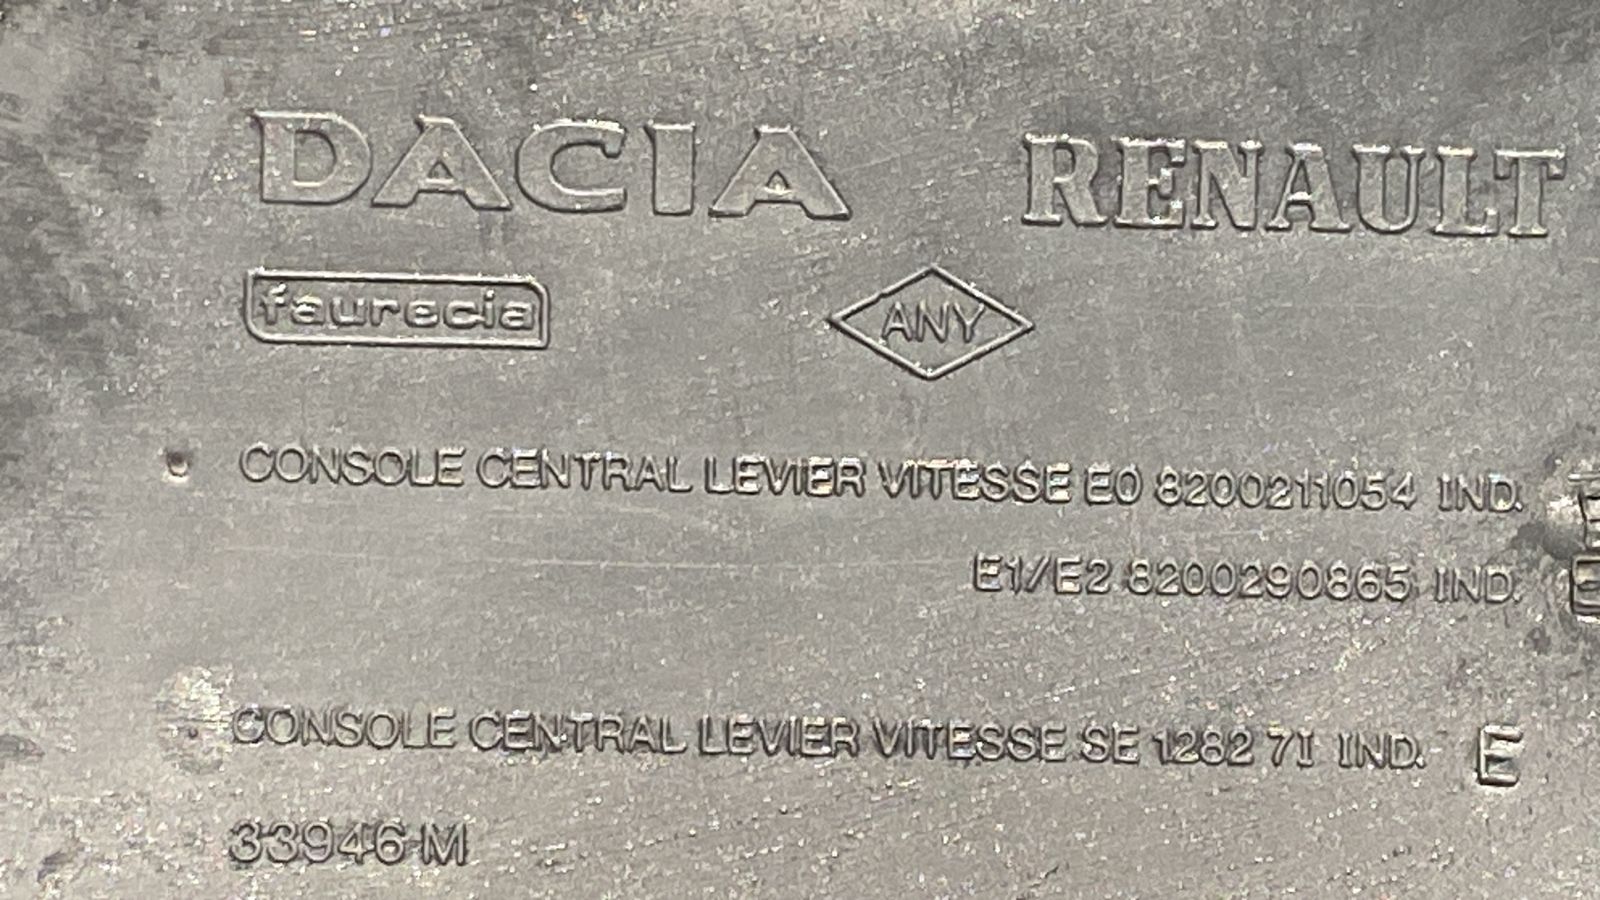 DACIA RENAULT
faurecia ANY
CONSOLE CENTRAL LEVIER VITESSE E0 8200211054 IND.
E1/E2 8200290865 IND.
CONSOLE CENTRAL LEVIER VITESSE SE 1282 7I IND. E
33946 M